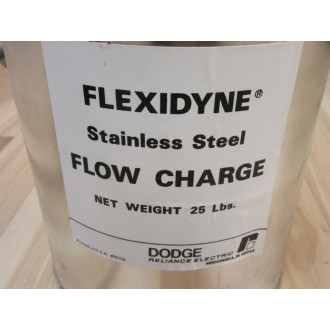 FLEXIDYNE®
Stainless Steel
FLOW CHARGE
NET WEIGHT 25 Lbs.
DODGE
RELIANCE ELECTRIC